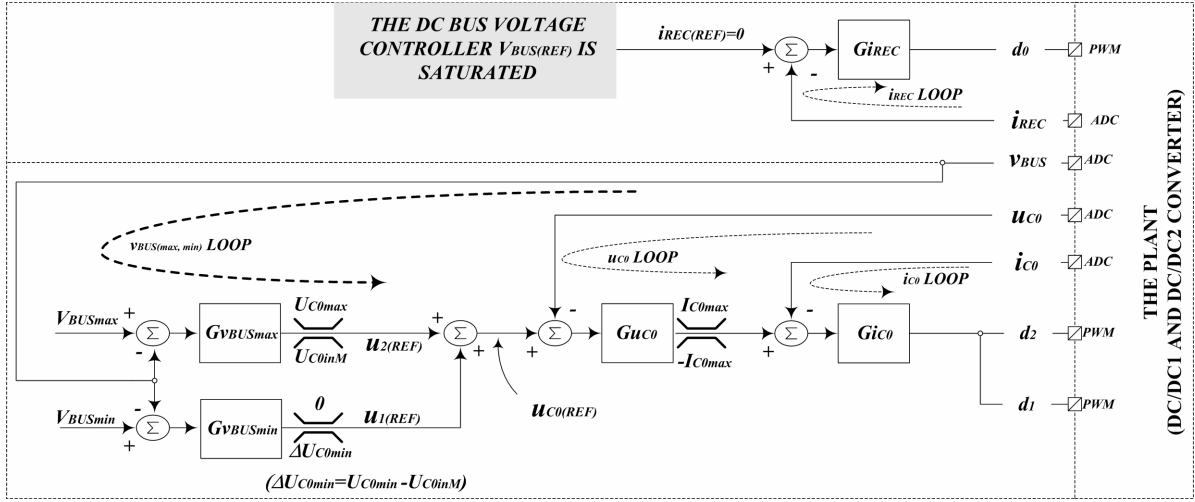 THE DC BUS VOLTAGE
CONTROLLER VBUS(REF) IS
SATURATED
iREC(REF)=0
Σ
+
-
GiREC
d0
PWM
iREC LOOP
iREC
ADC
vBUS
ADC
uC0
ADC
vBUS(max, min) LOOP
uC0 LOOP
iC0
ADC
iC0 LOOP
VBUSmax
+
-
Σ
GvBUSmax
UC0max
UC0inM
u2(REF)
+
Σ
+
-
+
Σ
GuC0
IC0max
-IC0max
-
+
Σ
GiC0
d2
PWM
uC0(REF)
VBUSmin
-
+
Σ
GvBUSmin
0
ΔUC0min
u1(REF)
d1
PWM
(ΔUC0min=UC0min -UC0inM)
THE PLANT
(DC/DC1 AND DC/DC2 CONVERTER)